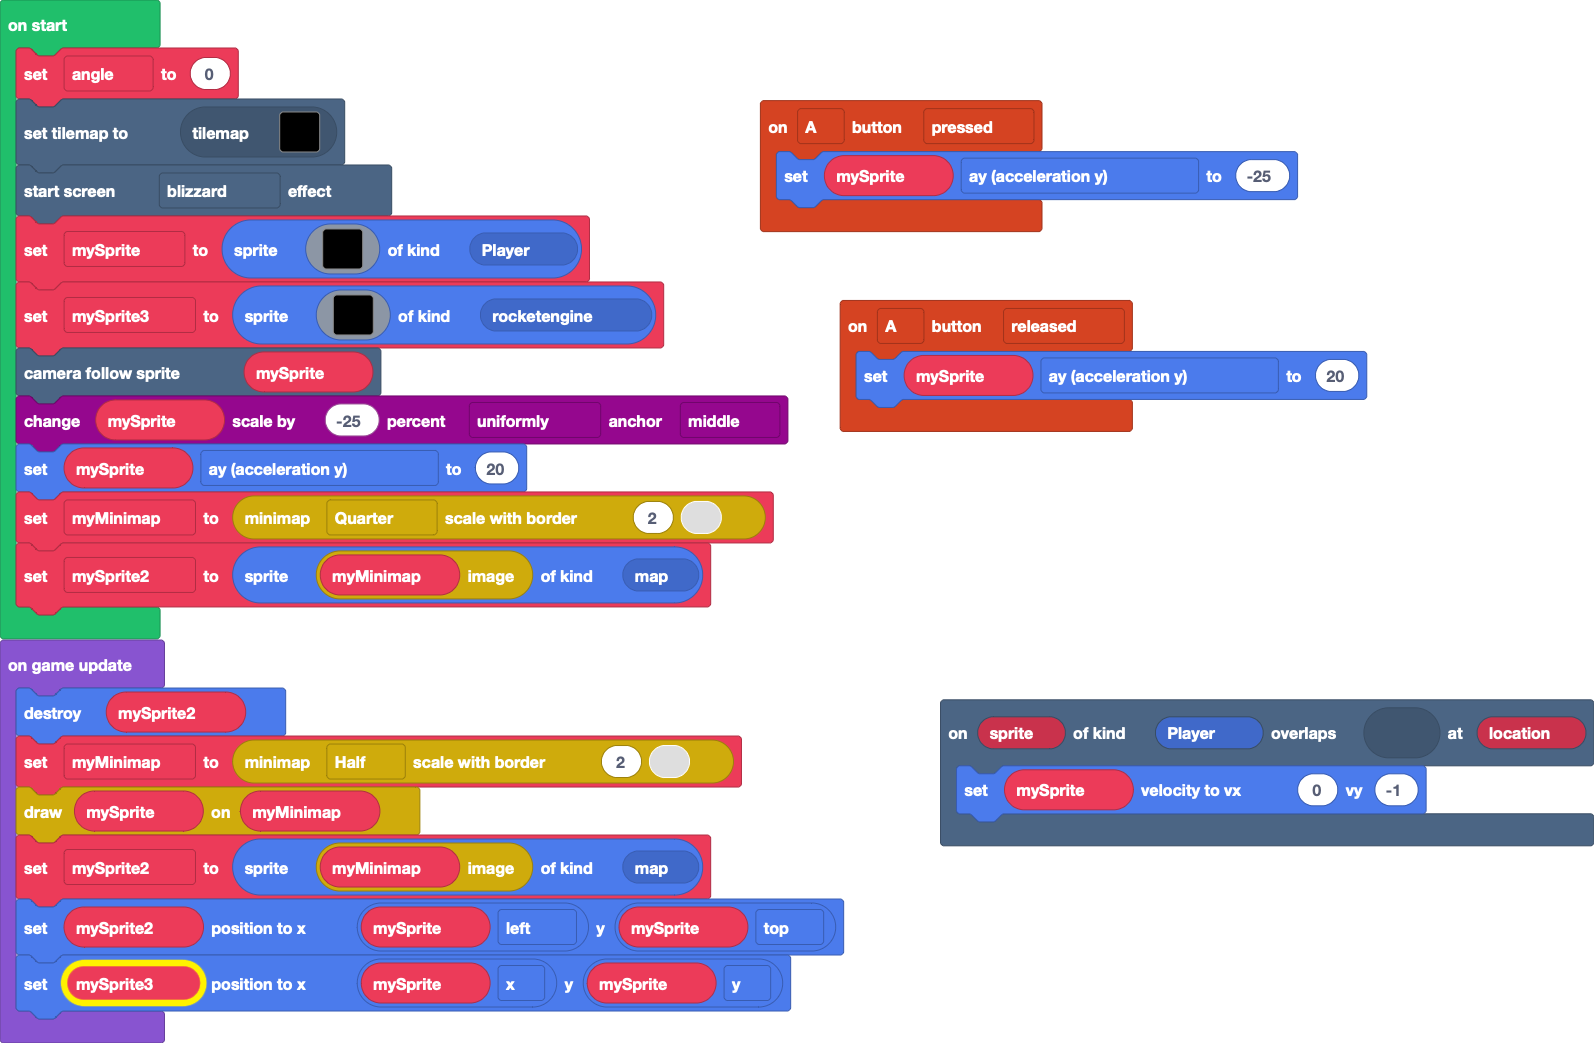 on start
set angle to 0
set tilemap to tilemap
start screen blizzard effect
set mySprite to sprite of kind Player
set mySprite3 to sprite of kind rocketengine
camera follow sprite mySprite
change mySprite scale by -25 percent uniformly anchor middle
set mySprite ay (acceleration y) to 20
set myMinimap to minimap Quarter scale with border 2
set mySprite2 to sprite myMinimap image of kind map
on game update
destroy mySprite2
set myMinimap to minimap Half scale with border 2
draw mySprite on myMinimap
set mySprite2 to sprite myMinimap image of kind map
set mySprite2 position to x mySprite left y mySprite top
set mySprite3 position to x mySprite x y mySprite y
on A button pressed
set mySprite ay (acceleration y) to -25
on A button released
set mySprite ay (acceleration y) to 20
on sprite of kind Player overlaps at location
set mySprite velocity to vx 0 vy -1